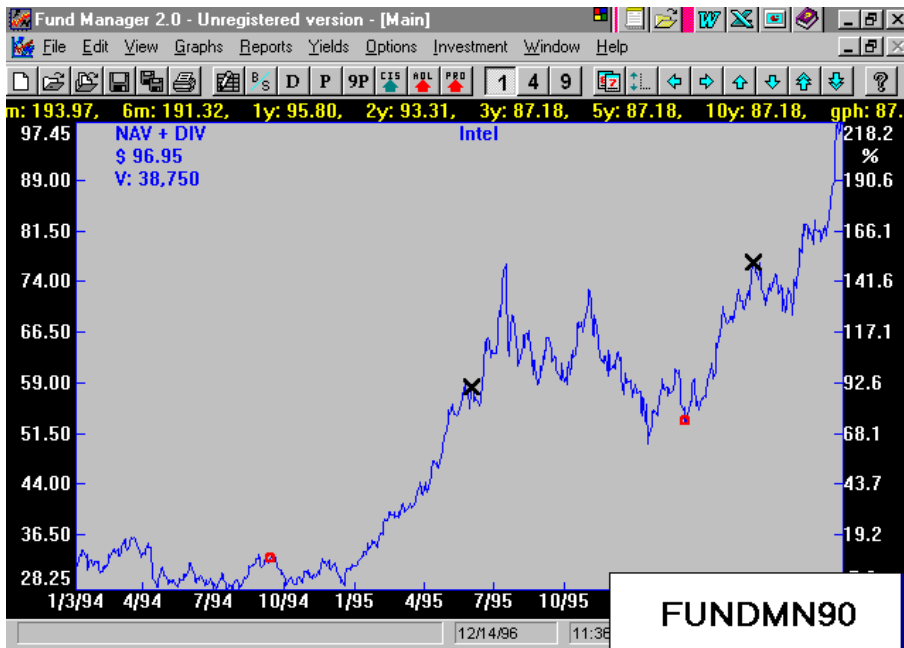 Fund Manager 2.0 - Unregistered version - [Main]
File Edit View Graphs Reports Yields Options Investment Window Help
B/S D P 9P CIS AOL PRO 1 4 9 ?
m: 193.97, 6m: 191.32, 1y: 95.80, 2y: 93.31, 3y: 87.18, 5y: 87.18, 10y: 87.18, gph: 87.
97.45 NAV + DIV Intel 218.2
$ 96.95 %
V: 38,750
89.00 190.6
81.50 166.1
74.00 141.6
66.50 117.1
59.00 92.6
51.50 68.1
44.00 43.7
36.50 19.2
28.25
1/3/94 4/94 7/94 10/94 1/95 4/95 7/95 10/95
12/14/96 11:36
FUNDMN90